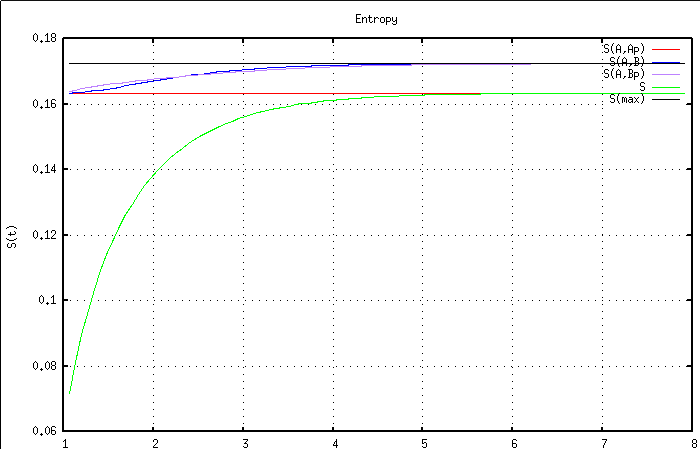 Entropy
0.18
0.16
0.14
0.12
0.1
0.08
0.06
S(t)
S(A,Ap)
S(A,B)
S(A,Bp)
S
S(max)
1 2 3 4 5 6 7 8